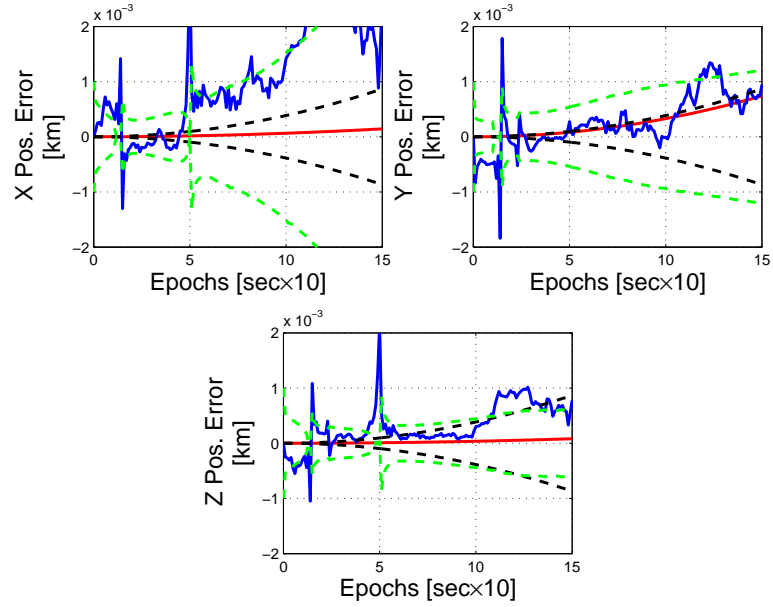 x 10⁻³
2
1
0
−1
−2
X Pos. Error
[km]
0 5 10 15
Epochs [sec×10]
x 10⁻³
2
1
0
−1
−2
Y Pos. Error
[km]
0 5 10 15
Epochs [sec×10]
x 10⁻³
2
1
0
−1
−2
Z Pos. Error
[km]
0 5 10 15
Epochs [sec×10]